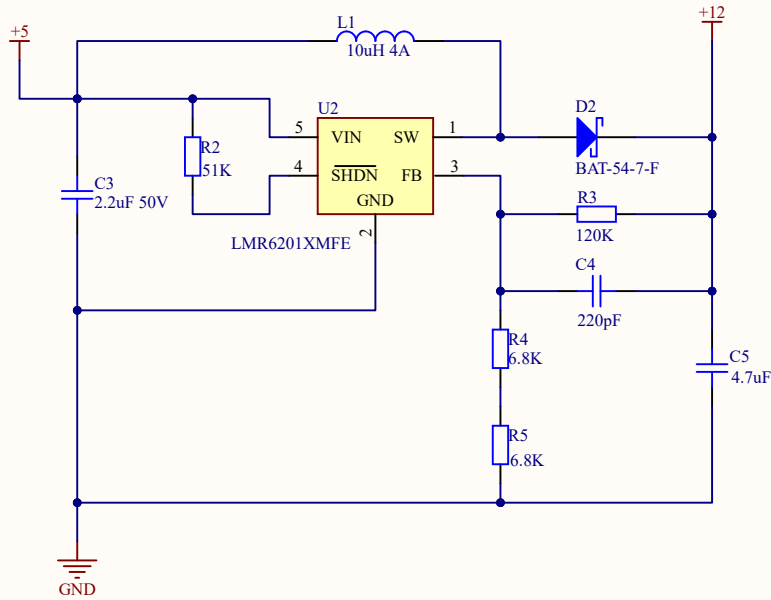 +12
+5
L1
10uH 4A
U2
D2
5
VIN
SW
1
R2
51K
BAT-54-7-F
4
SHDN
FB
3
C3
2.2uF 50V
R3
GND
2
120K
LMR6201XMFE
C4
220pF
R4
6.8K
C5
4.7uF
R5
6.8K
GND